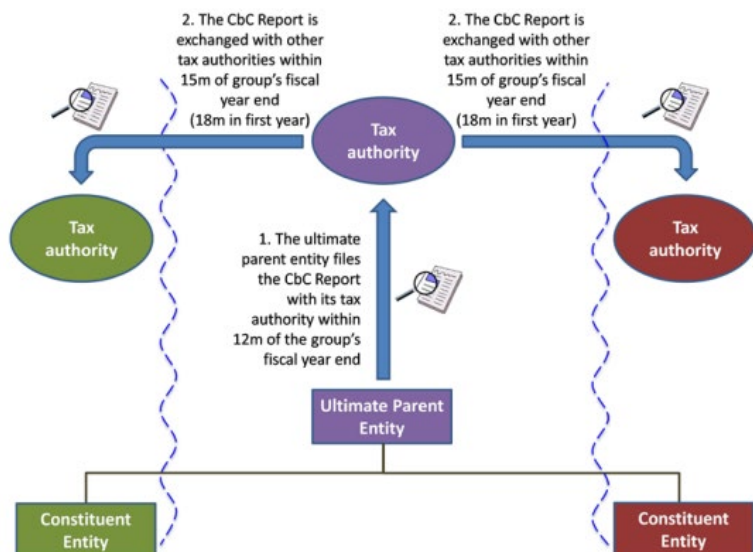 2. The CbC Report is
exchanged with other
tax authorities within
15m of group's fiscal
year end
(18m in first year)
2. The CbC Report is
exchanged with other
tax authorities within
15m of group's fiscal
year end
(18m in first year)
Tax
authority
Tax
authority
Tax
authority
1. The ultimate
parent entity files
the CbC Report
with its tax
authority within
12m of the group's
fiscal year end
Ultimate Parent
Entity
Constituent
Entity
Constituent
Entity